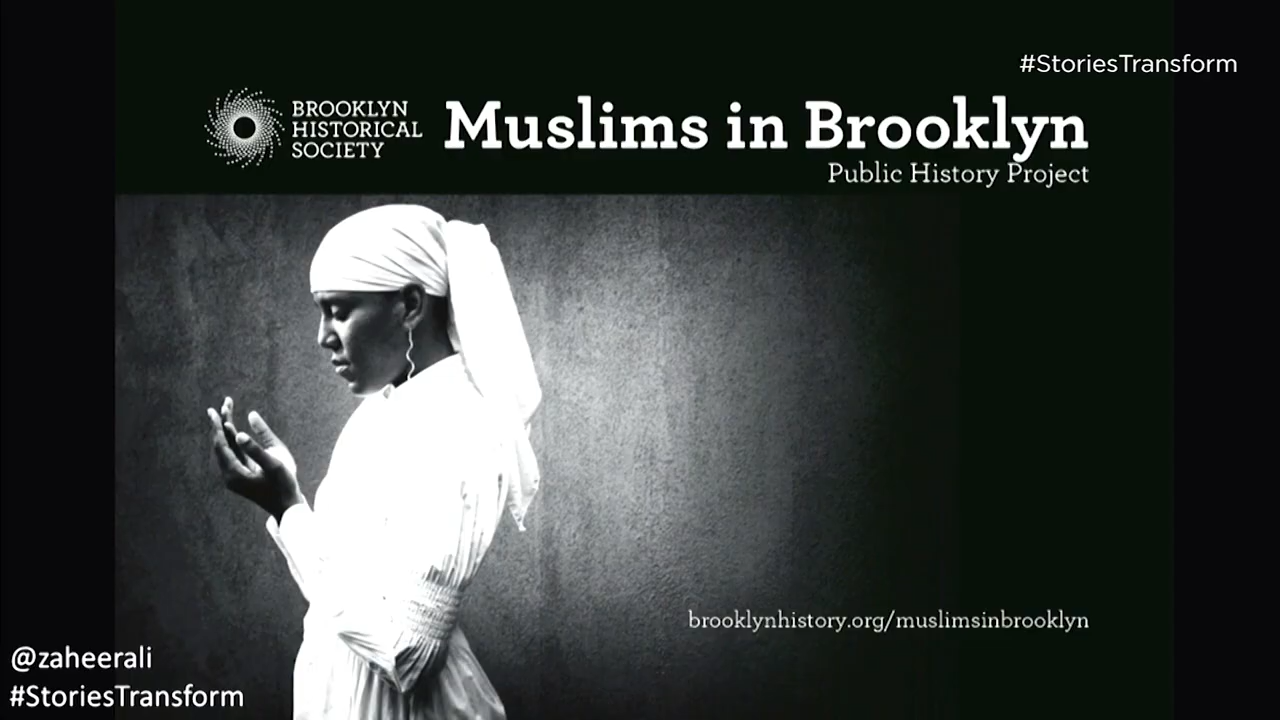 #StoriesTransform
BROOKLYN
HISTORICAL
SOCIETY
Muslims in Brooklyn
Public History Project
brooklynhistory.org/muslimsinbrooklyn
@zaheerali
#StoriesTransform